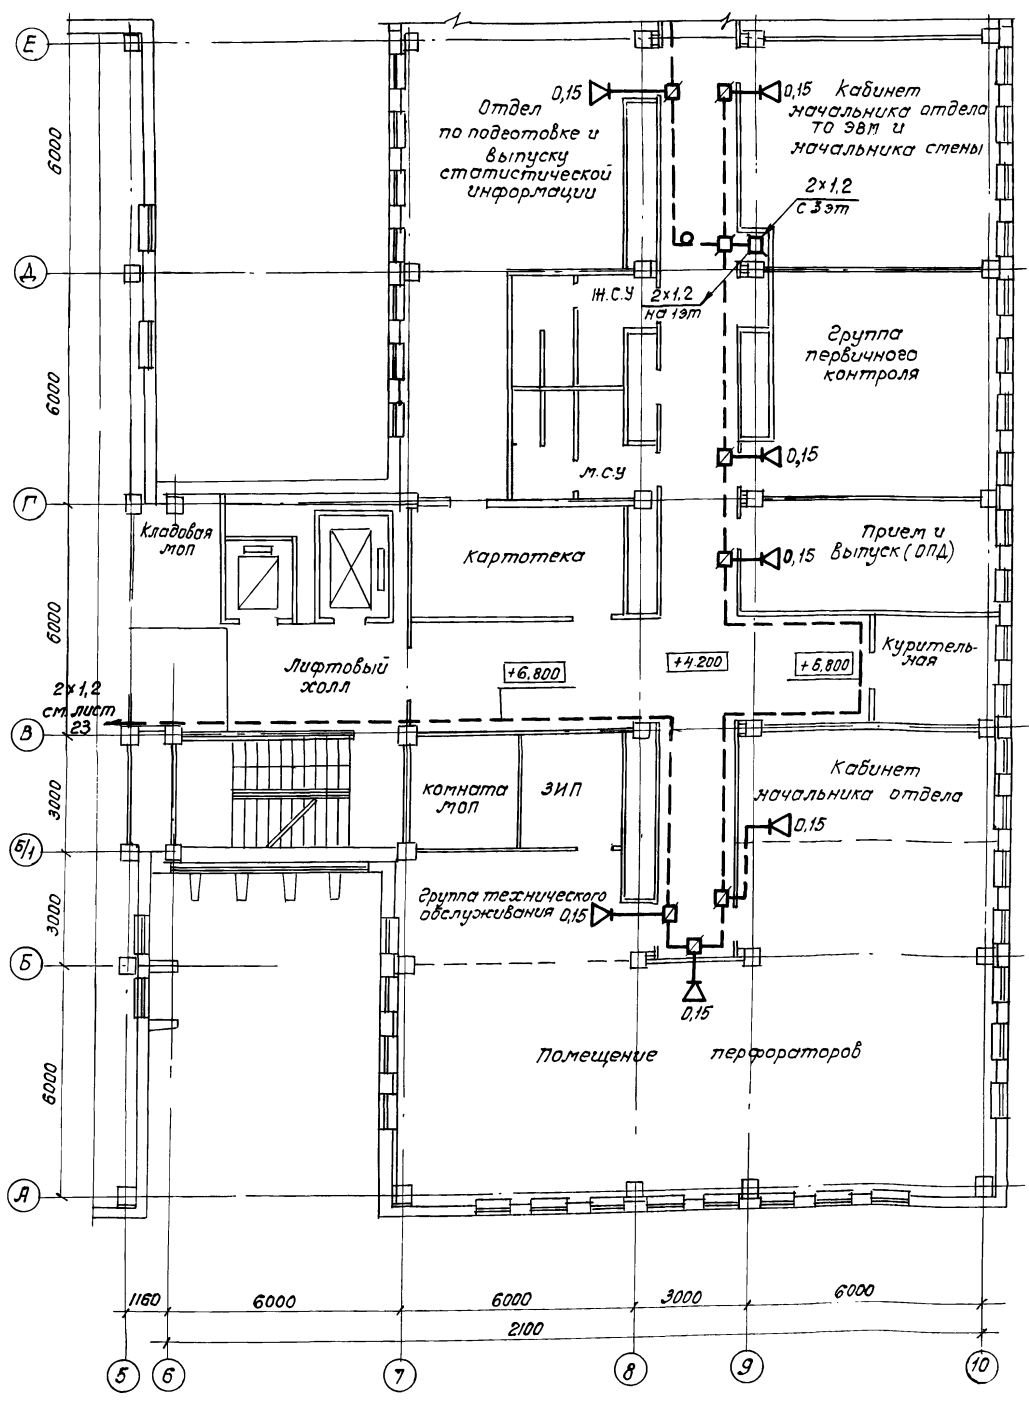 Е
0,15
Отдел
по подготовке и
выпуску
статистической
информации
0,15
Кабинет
начальника отдела
ТО ЭВМ и
начальника смены
2×1,2
с 3 эт
6000
Д
Ж.С.У
2×1,2
на 1 эт
Группа
первичного
контроля
6000
М.С.У
0,15
Г
Кладовая
МОП
Картотека
0,15
Прием и
выпуск (ОПД)
6000
Лифтовый
холл
+6,800
+4.200
+6,800
Куритель-
ная
2×1,2
см. лист
23
В
3000
комната
МОП
ЗИП
Кабинет
начальника отдела
0,15
Б/1
3000
Группа технического
обслуживания
0,15
Б
0,15
Помещение перфораторов
6000
А
1160
6000
6000
3000
6000
2100
5
6
7
8
9
10